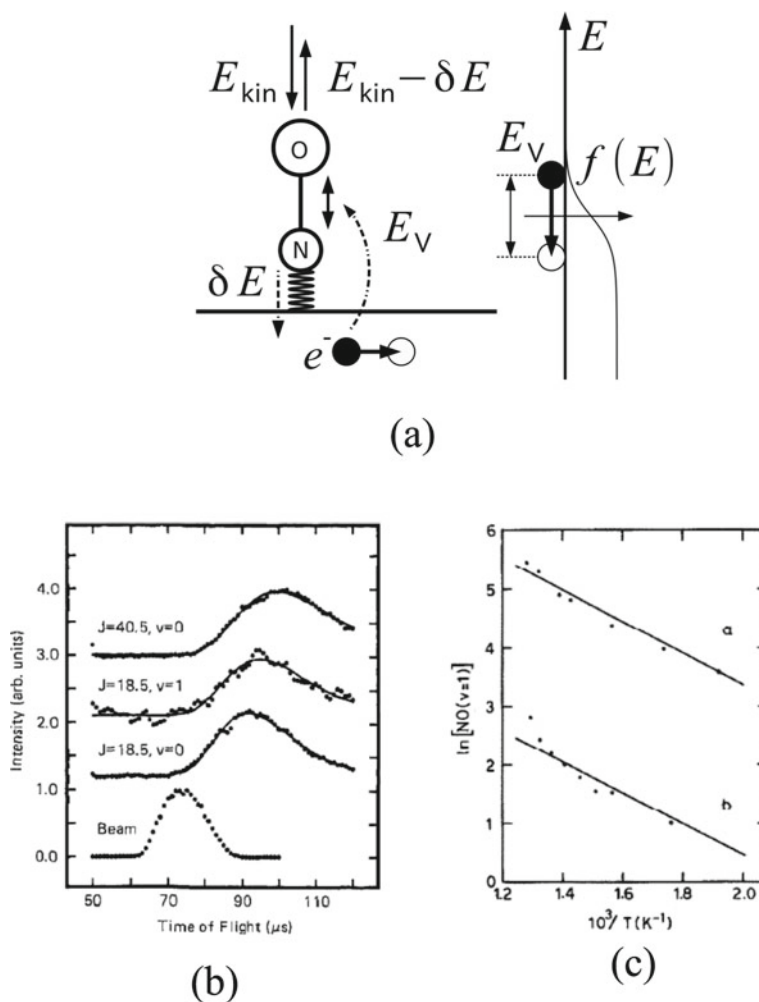 E
E_kin E_kin − δE
O
E_V f(E)
E_V
N
δE
e⁻
(a)
Intensity (arb. units)
4.0
J=40.5, v=0
3.0
J=18.5, v=1
2.0
J=18.5, v=0
1.0
Beam
0.0
50 70 90 110
Time of Flight (μs)
(b)
ln[NO(v=1)]
6
5
a
4
3
2
b
1
0
1.2 1.4 1.6 1.8 2.0
10³/T(K⁻¹)
(c)